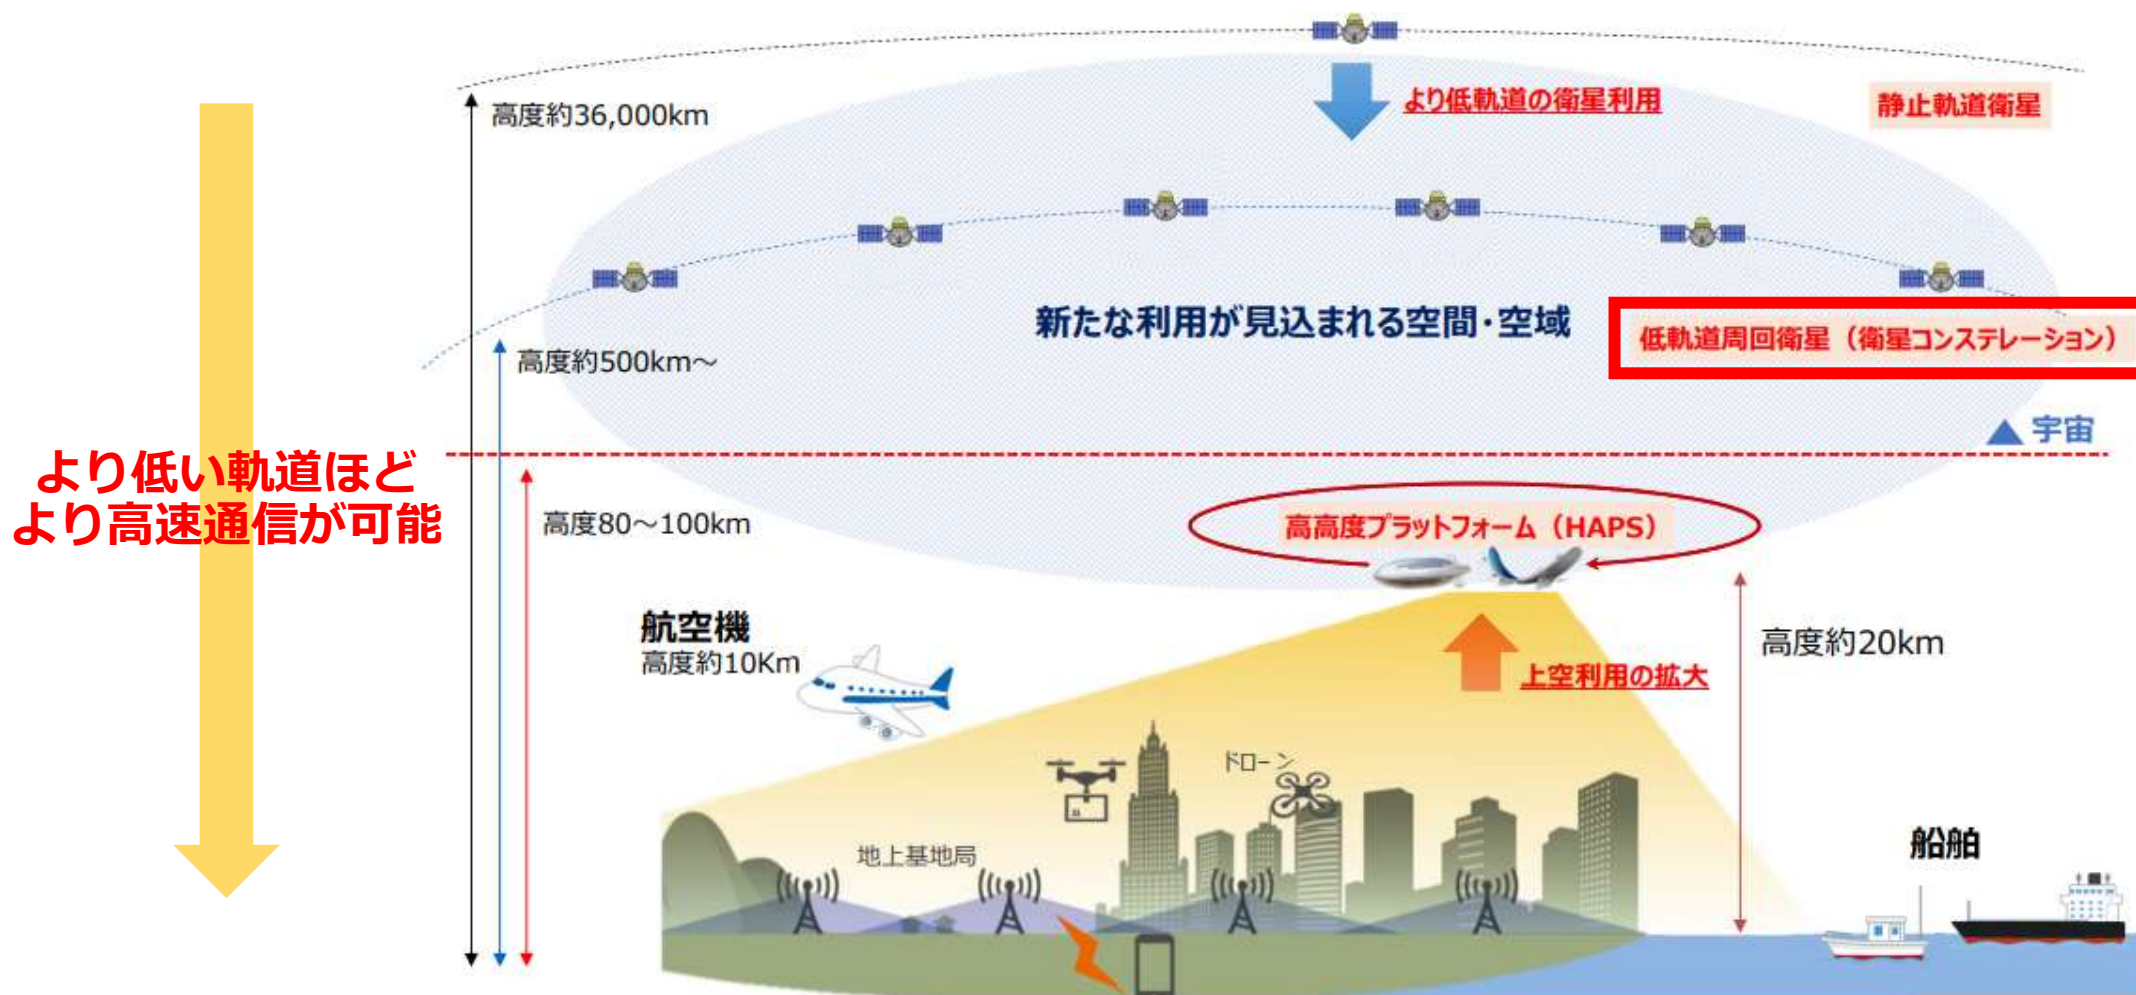 高度約36,000km
より低軌道の衛星利用
静止軌道衛星
新たな利用が見込まれる空間・空域
低軌道周回衛星（衛星コンステレーション）
高度約500km～
宇宙
より低い軌道ほど
より高速通信が可能
高度80～100km
高高度プラットフォーム（HAPS）
航空機
高度約10Km
高度約20km
上空利用の拡大
ドローン
地上基地局
船舶